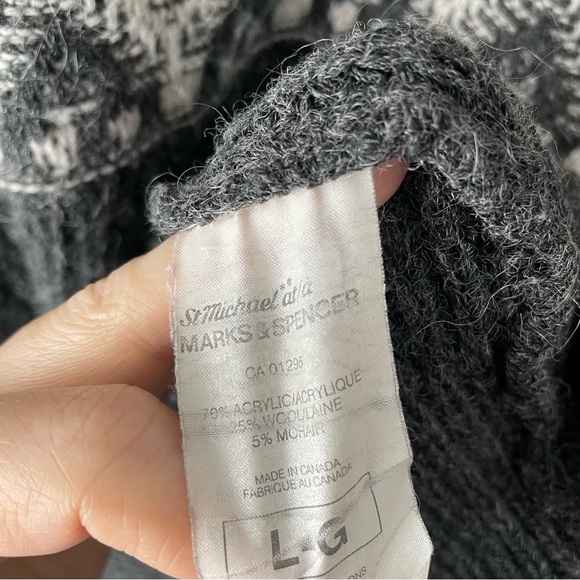 St Michael at/à
MARKS & SPENCER
CA 01295
70% ACRYLIC/ACRYLIQUE
25% WOOL/LAINE
5% MOHAIR
MADE IN CANADA
FABRIQUE AU CANADA
L-G